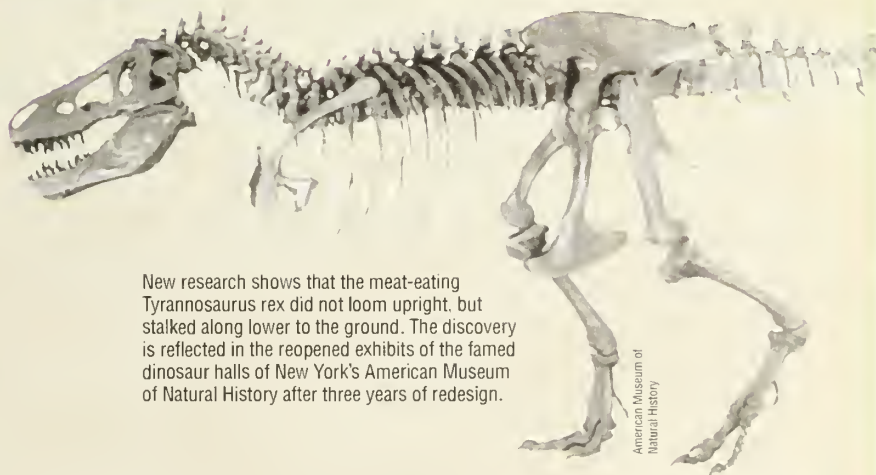 New research shows that the meat-eating
Tyrannosaurus rex did not loom upright, but
stalked along lower to the ground. The discovery
is reflected in the reopened exhibits of the famed
dinosaur halls of New York's American Museum
of Natural History after three years of redesign.
American Museum of
Natural History